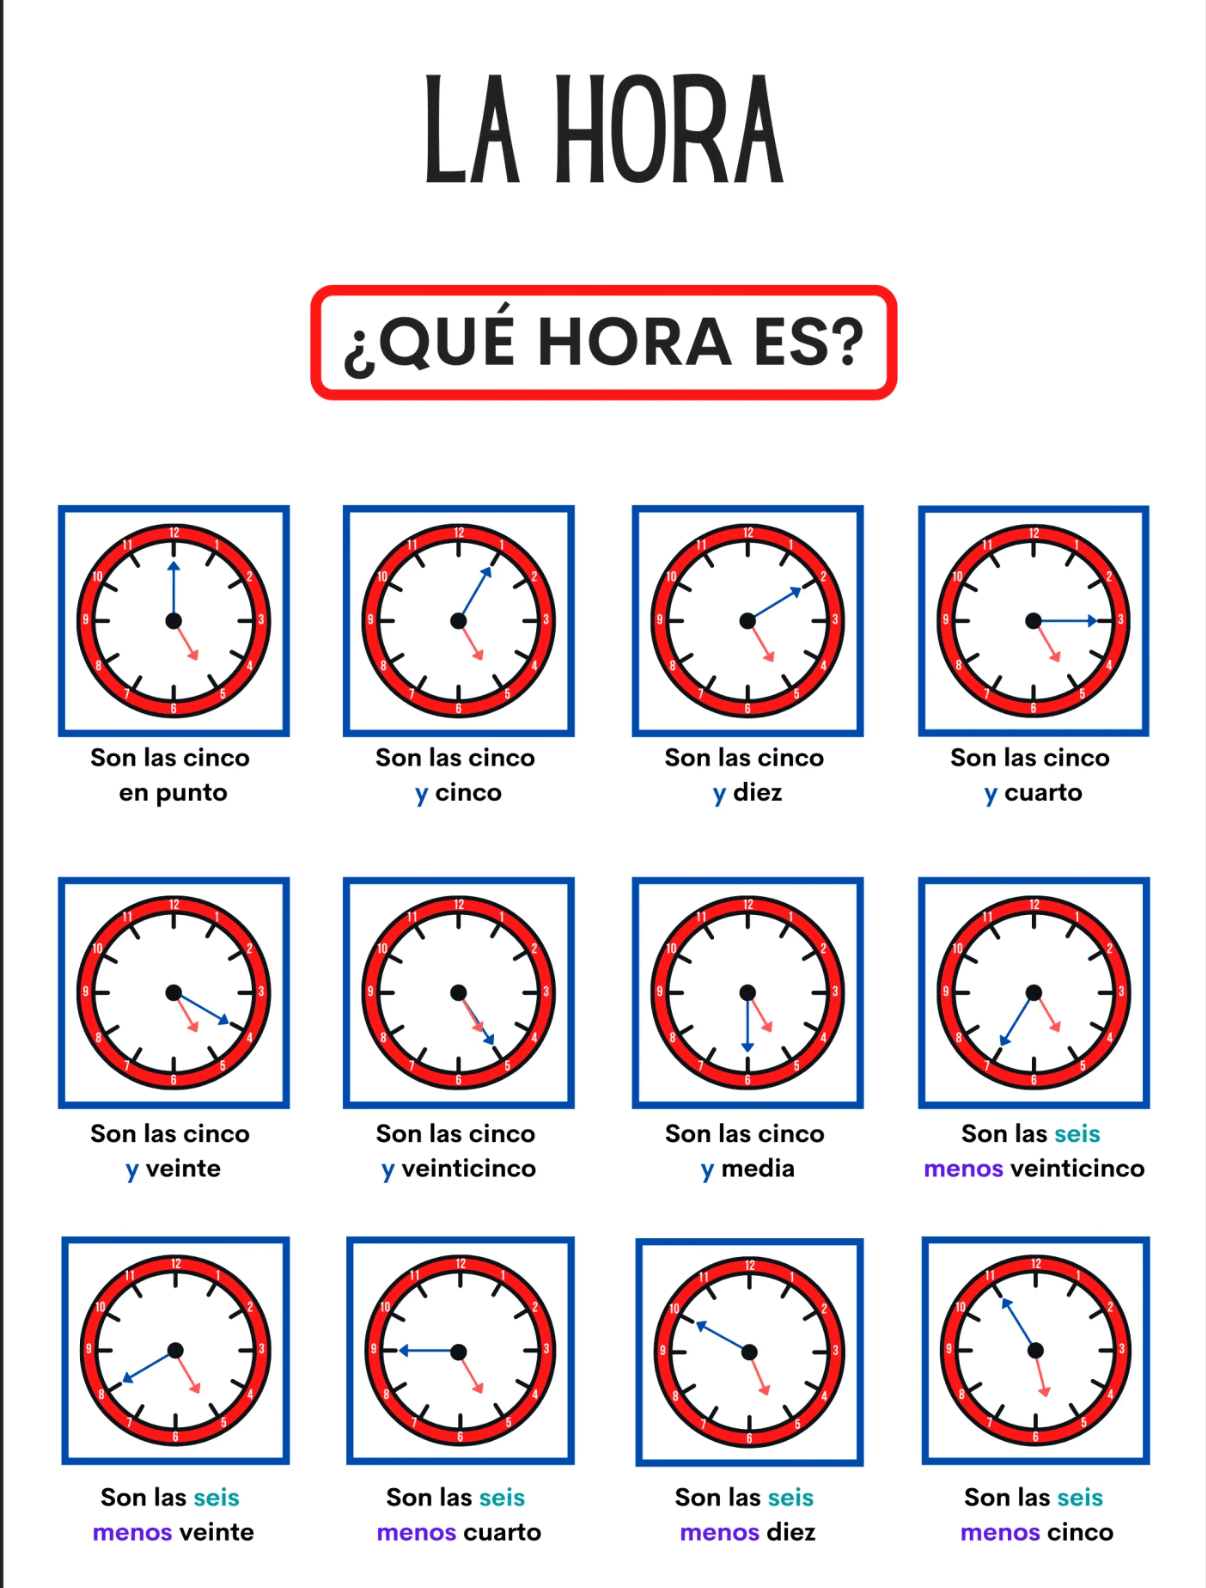 LA HORA
¿QUÉ HORA ES?
12 1 2 3 4 5 6 7 8 9 10 11
12 1 2 3 4 5 6 7 8 9 10 11
12 1 2 3 4 5 6 7 8 9 10 11
12 1 2 3 4 5 6 7 8 9 10 11
Son las cinco
en punto
Son las cinco
y cinco
Son las cinco
y diez
Son las cinco
y cuarto
12 1 2 3 4 5 6 7 8 9 10 11
12 1 2 3 4 5 6 7 8 9 10 11
12 1 2 3 4 5 6 7 8 9 10 11
12 1 2 3 4 5 6 7 8 9 10 11
Son las cinco
y veinte
Son las cinco
y veinticinco
Son las cinco
y media
Son las seis
menos veinticinco
12 1 2 3 4 5 6 7 8 9 10 11
12 1 2 3 4 5 6 7 8 9 10 11
12 1 2 3 4 5 6 7 8 9 10 11
12 1 2 3 4 5 6 7 8 9 10 11
Son las seis
menos veinte
Son las seis
menos cuarto
Son las seis
menos diez
Son las seis
menos cinco